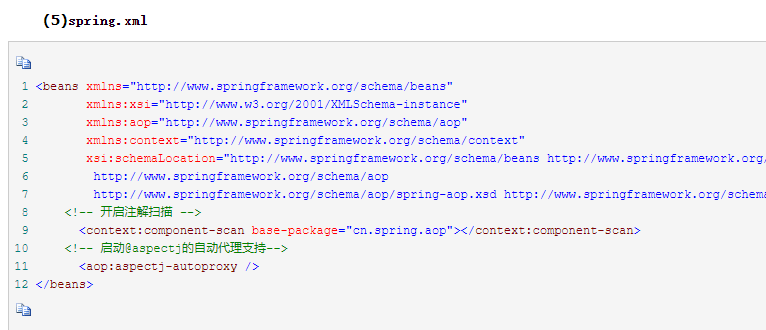 (5)spring.xml
1 <beans xmlns="http://www.springframework.org/schema/beans"
2 xmlns:xsi="http://www.w3.org/2001/XMLSchema-instance"
3 xmlns:aop="http://www.springframework.org/schema/aop"
4 xmlns:context="http://www.springframework.org/schema/context"
5 xsi:schemaLocation="http://www.springframework.org/schema/beans http://www.springframework.org/
6 http://www.springframework.org/schema/aop
7 http://www.springframework.org/schema/aop/spring-aop.xsd http://www.springframework.org/schema
8 <!-- 开启注解扫描 -->
9 <context:component-scan base-package="cn.spring.aop"></context:component-scan>
10 <!-- 启动@aspectj的自动代理支持-->
11 <aop:aspectj-autoproxy />
12 </beans>